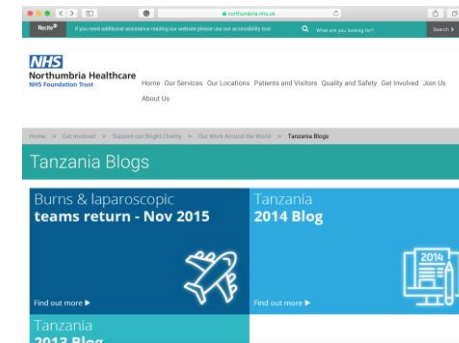 northumbria.nhs.uk
Recite
If you need additional assistance reading our website please use our accessibility tool
What are you looking for?
Search >
NHS
Northumbria Healthcare
NHS Foundation Trust
Home Our Services Our Locations Patients and Visitors Quality and Safety Get Involved Join Us
About Us
Home > Get Involved > Support our Bright Charity > Our Work Around the World > Tanzania Blogs
Tanzania Blogs
Burns & laparoscopic
teams return - Nov 2015
Find out more
Tanzania
2014 Blog
2014
Find out more
Tanzania
2013 Blog